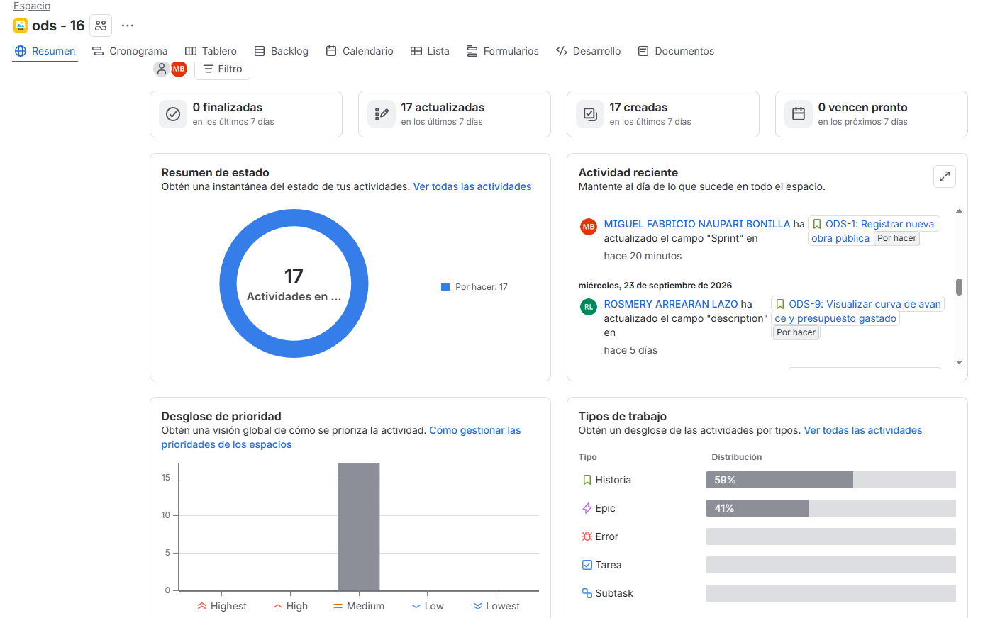 Espacio
ods - 16
Resumen
Cronograma
Tablero
Backlog
Calendario
Lista
Formularios
Desarrollo
Documentos
MB
Filtro
0 finalizadas
en los últimos 7 días
17 actualizadas
en los últimos 7 días
17 creadas
en los últimos 7 días
0 vencen pronto
en los próximos 7 días
Resumen de estado
Obtén una instantánea del estado de tus actividades. Ver todas las actividades
17
Actividades en ...
Por hacer: 17
Actividad reciente
Mantente al día de lo que sucede en todo el espacio.
MB
MIGUEL FABRICIO NAUPARI BONILLA ha
actualizado el campo "Sprint" en
ODS-1: Registrar nueva
obra pública Por hacer
hace 20 minutos
miércoles, 23 de septiembre de 2026
RL
ROSMERY ARREARAN LAZO ha
actualizado el campo "description"
en
ODS-9: Visualizar curva de avan
ce y presupuesto gastado
Por hacer
hace 5 días
Desglose de prioridad
Obtén una visión global de cómo se prioriza la actividad. Cómo gestionar las
prioridades de los espacios
15
10
5
0
Highest
High
Medium
Low
Lowest
Tipos de trabajo
Obtén un desglose de las actividades por tipos. Ver todas las actividades
Tipo
Distribución
Historia
59%
Epic
41%
Error
Tarea
Subtask